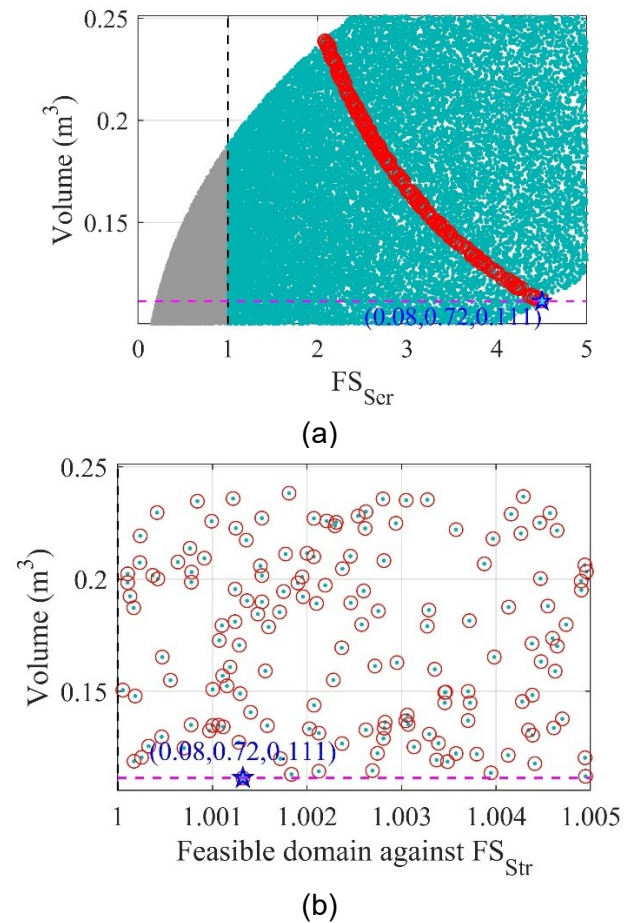 0.25
0.2
0.15
Volume (m³)
(0.08,0.72,0.111)
0 1 2 3 4 5
FS_Ser
(a)
0.25
0.2
0.15
Volume (m³)
(0.08,0.72,0.111)
1 1.001 1.002 1.003 1.004 1.005
Feasible domain against FS_Str
(b)